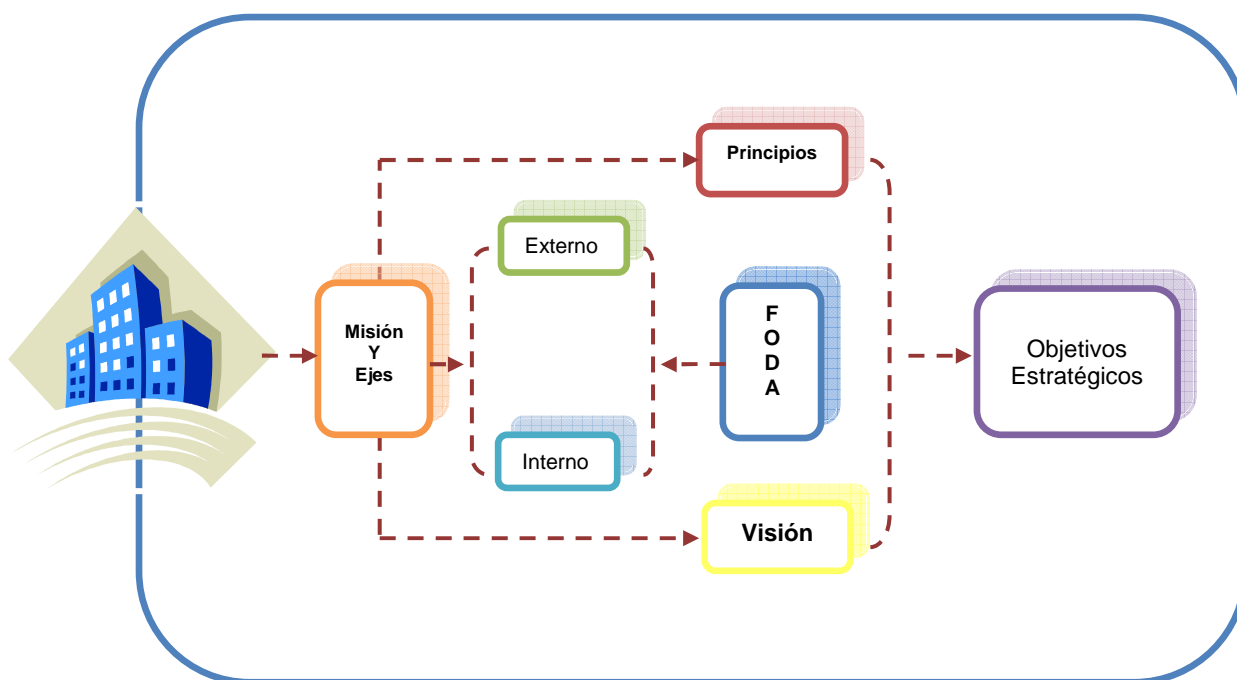 Principios
Externo
Misión
Y
Ejes
F
O
D
A
Objetivos
Estratégicos
Interno
Visión